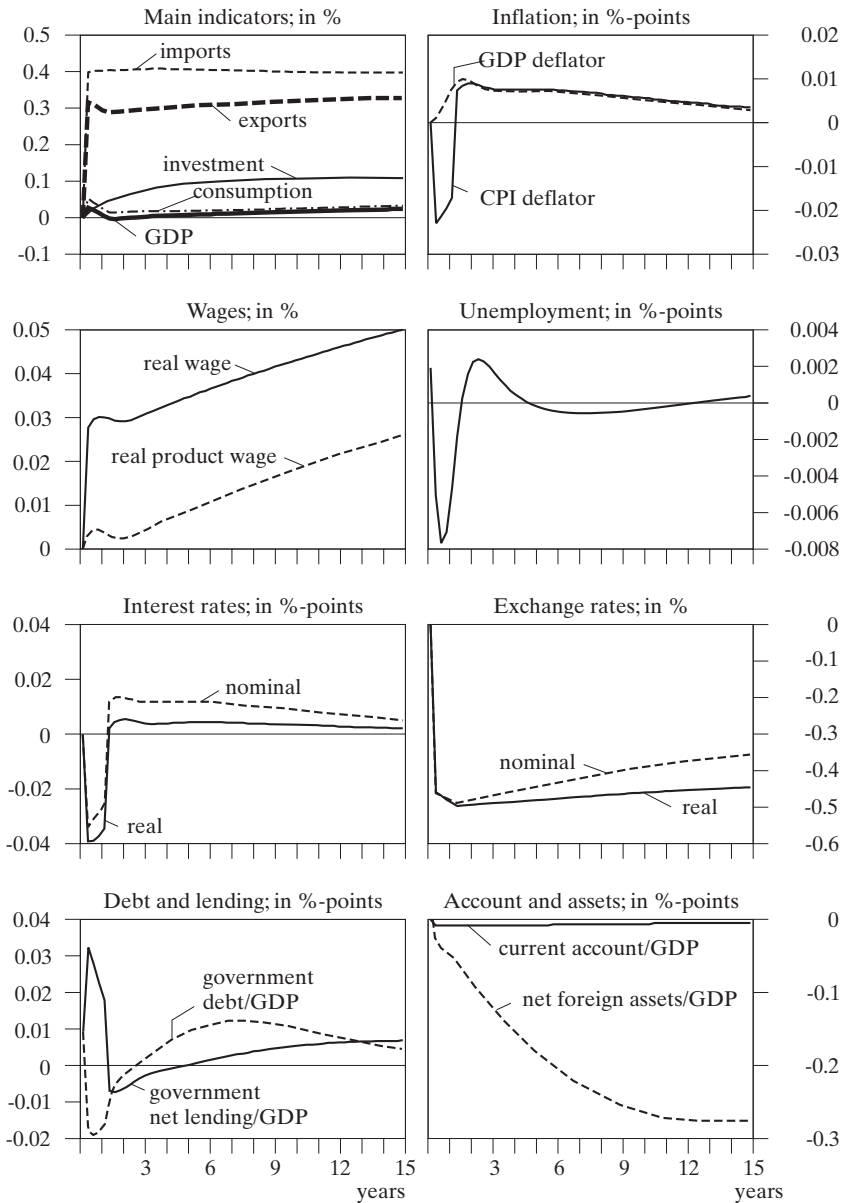 Main indicators; in %
0.5
0.4
0.3
0.2
0.1
0
-0.1
imports
exports
investment
consumption
GDP
Inflation; in %-points
0.02
0.01
0
-0.01
-0.02
-0.03
GDP deflator
CPI deflator
Wages; in %
0.05
0.04
0.03
0.02
0.01
0
real wage
real product wage
Unemployment; in %-points
0.004
0.002
0
-0.002
-0.004
-0.006
-0.008
Interest rates; in %-points
0.04
0.02
0
-0.02
-0.04
nominal
real
Exchange rates; in %
0
-0.1
-0.2
-0.3
-0.4
-0.5
-0.6
nominal
real
Debt and lending; in %-points
0.04
0.03
0.02
0.01
0
-0.01
-0.02
government
debt/GDP
government
net lending/GDP
3 6 9 12 15
years
Account and assets; in %-points
0
-0.1
-0.2
-0.3
current account/GDP
net foreign assets/GDP
3 6 9 12 15
years